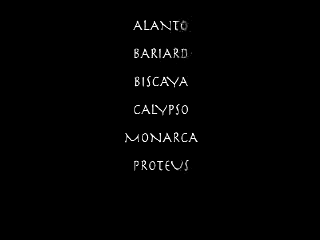 ALANTO
BARIARD
BISCAYA
CALYPSO
MONARCA
PROTEUS